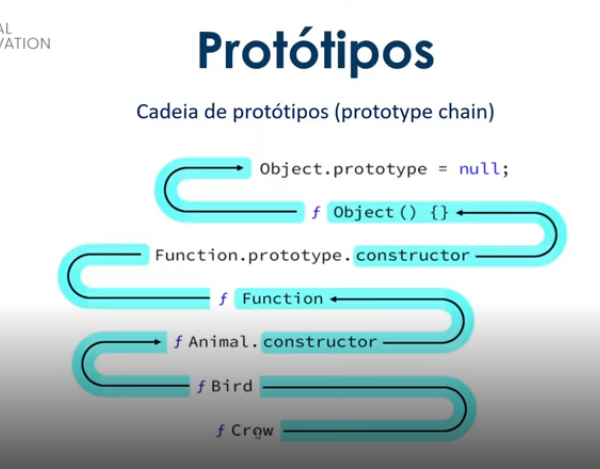 AL
VATION
Protótipos
Cadeia de protótipos (prototype chain)
Object.prototype = null;
f Object() {}
Function.prototype.constructor
f Function
f Animal.constructor
f Bird
f Crow